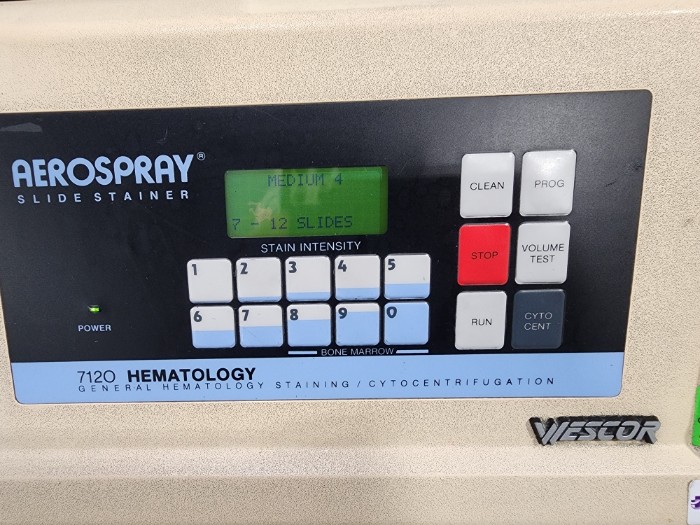 AEROSPRAY®
SLIDE STAINER
MEDIUM 4
7 - 12 SLIDES
STAIN INTENSITY
1 2 3 4 5
6 7 8 9 0
BONE MARROW
POWER
CLEAN PROG
STOP VOLUME TEST
RUN CYTO CENT
7120 HEMATOLOGY
GENERAL HEMATOLOGY STAINING / CYTOCENTRIFUGATION
WESCOR